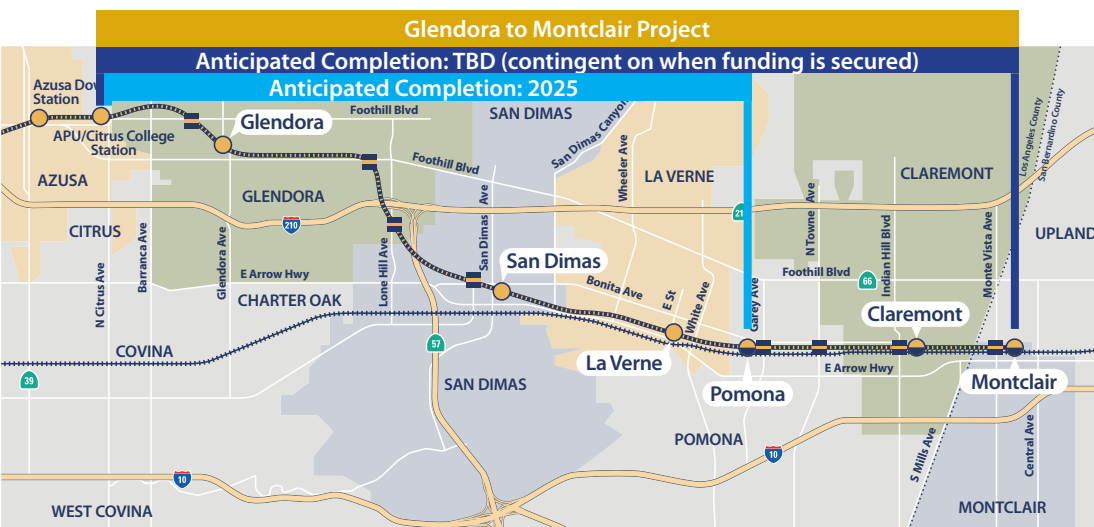 Glendora to Montclair Project
Anticipated Completion: TBD (contingent on when funding is secured)
Anticipated Completion: 2025
Azusa Dow
Station
APU/Citrus College
Station
Glendora
Foothill Blvd
SAN DIMAS
San Dimas Canyon
Foothill Blvd
Wheeler Ave
LA VERNE
CLAREMONT
Los Angeles County
San Bernardino County
AZUSA
GLENDORA
210
21
CITRUS
N Citrus Ave
Barranca Ave
Glendora Ave
Lone Hill Ave
San Dimas Ave
N Towne Ave
Indian Hill Blvd
Monte Vista Ave
UPLAND
E Arrow Hwy
CHARTER OAK
San Dimas
Bonita Ave
E St
White Ave
Garey Ave
Foothill Blvd
66
Claremont
COVINA
57
La Verne
E Arrow Hwy
39
SAN DIMAS
Pomona
Montclair
POMONA
10
S Mills Ave
Central Ave
10
WEST COVINA
MONTCLAIR